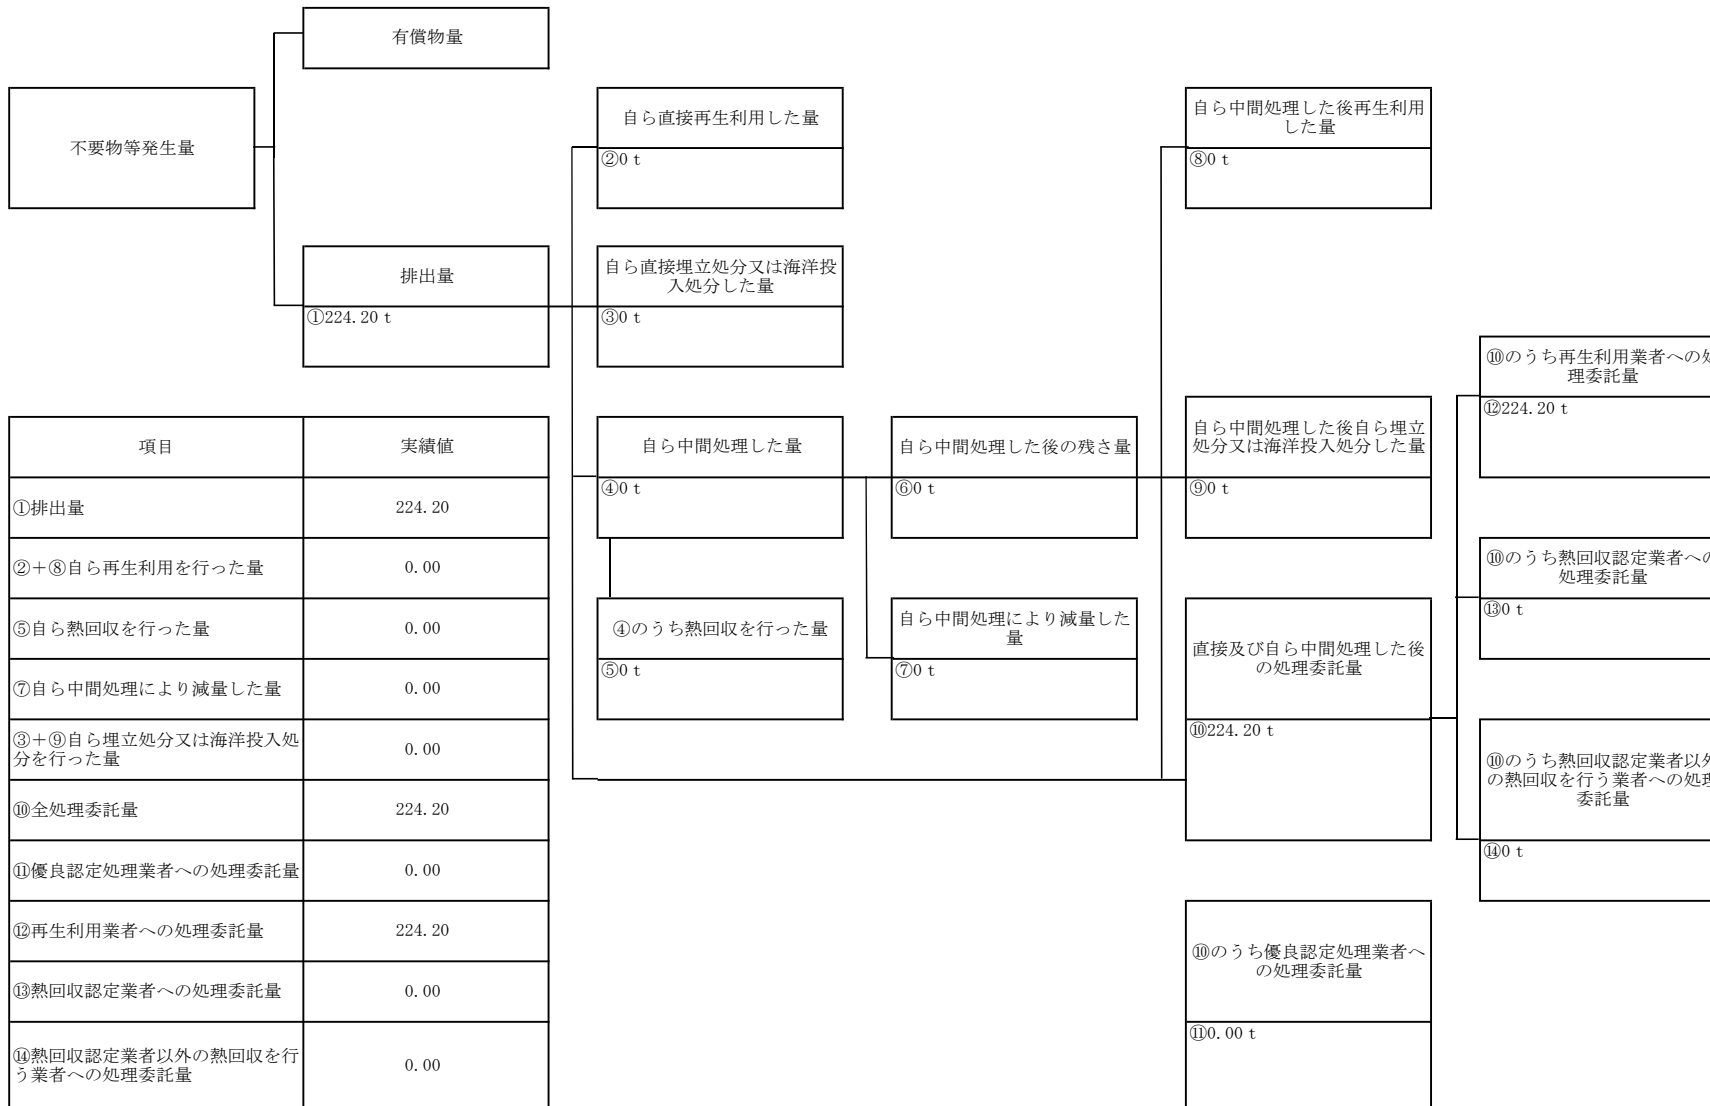 有償物量
不要物等発生量
自ら直接再生利用した量
②0 t
自ら中間処理した後再生利用
した量
⑧0 t
排出量
①224.20 t
自ら直接埋立処分又は海洋投
入処分した量
③0 t
⑩のうち再生利用業者への処
理委託量
⑫224.20 t
自ら中間処理した量
④0 t
自ら中間処理した後の残さ量
⑥0 t
自ら中間処理した後自ら埋立
処分又は海洋投入処分した量
⑨0 t
⑩のうち熱回収認定業者への
処理委託量
⑬0 t
④のうち熱回収を行った量
⑤0 t
自ら中間処理により減量した
量
⑦0 t
直接及び自ら中間処理した後
の処理委託量
⑩224.20 t
⑩のうち熱回収認定業者以外
の熱回収を行う業者への処理
委託量
⑭0 t
⑩のうち優良認定処理業者へ
の処理委託量
⑪0.00 t
項目 実績値
①排出量 224.20
②+⑧自ら再生利用を行った量 0.00
⑤自ら熱回収を行った量 0.00
⑦自ら中間処理により減量した量 0.00
③+⑨自ら埋立処分又は海洋投入処
分を行った量 0.00
⑩全処理委託量 224.20
⑪優良認定処理業者への処理委託量 0.00
⑫再生利用業者への処理委託量 224.20
⑬熱回収認定業者への処理委託量 0.00
⑭熱回収認定業者以外の熱回収を行
う業者への処理委託量 0.00